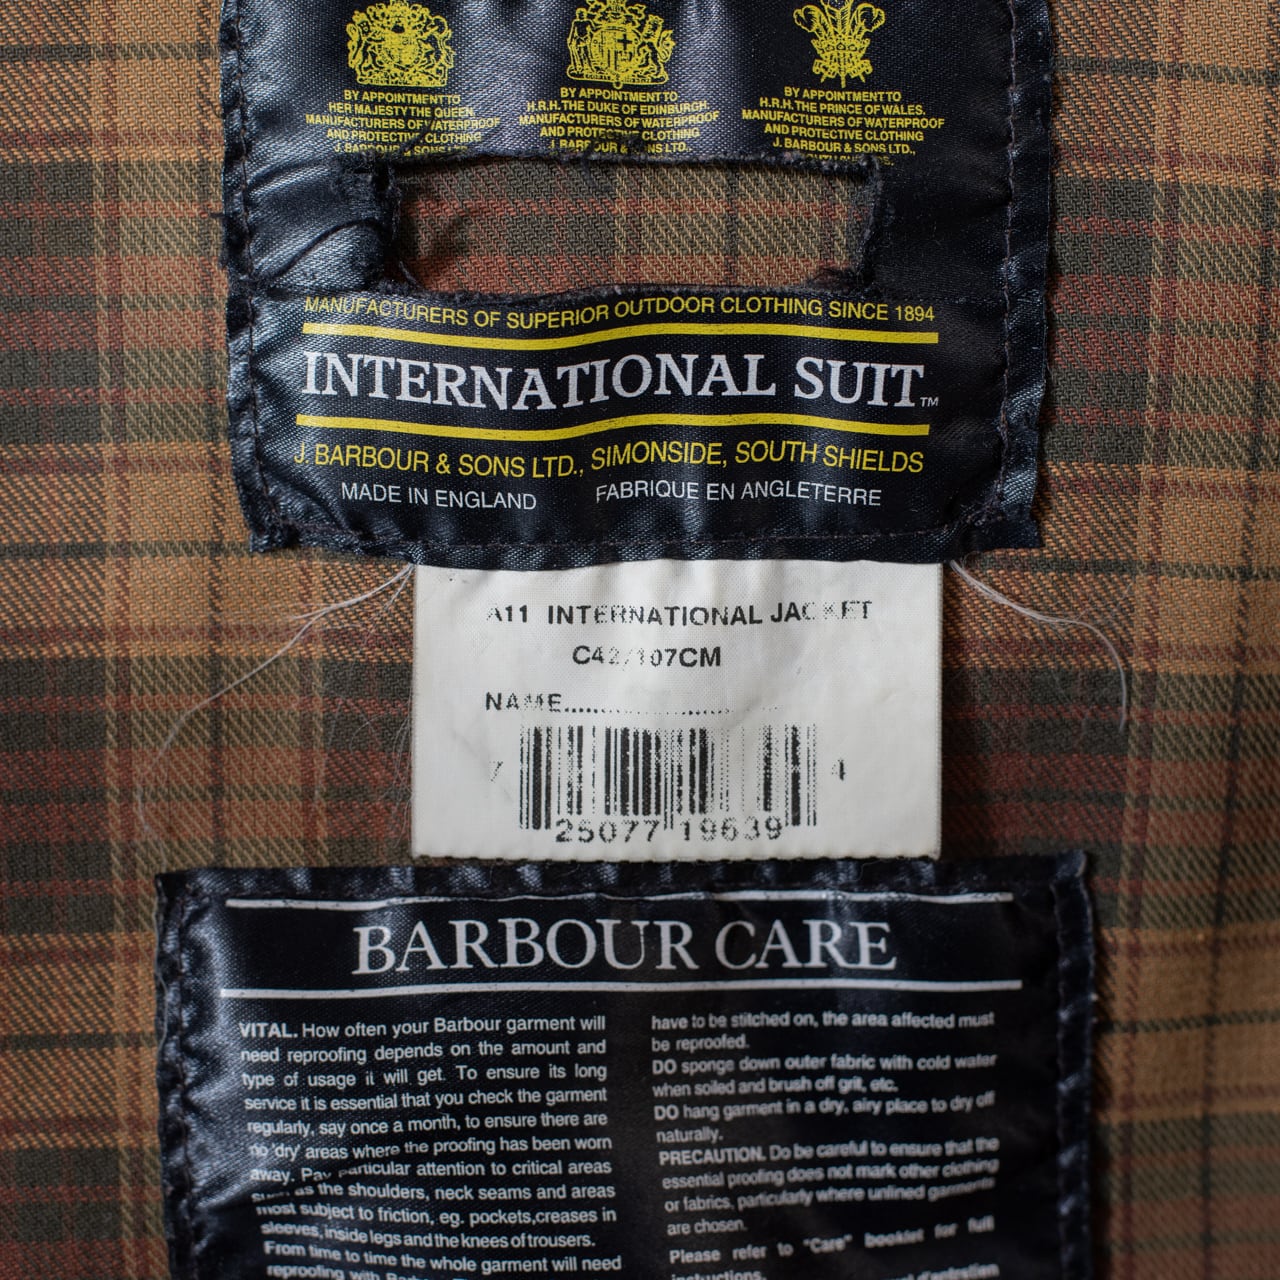 BY APPOINTMENT TO
HER MAJESTY THE QUEEN.
MANUFACTURERS OF WATERPROOF
AND PROTECTIVE CLOTHING
J. BARBOUR & SONS LTD.
BY APPOINTMENT TO
H.R.H. THE DUKE OF EDINBURGH.
MANUFACTURERS OF WATERPROOF
AND PROTECTIVE CLOTHING
J. BARBOUR & SONS LTD.,
BY APPOINTMENT TO
H.R.H. THE PRINCE OF WALES.
MANUFACTURERS OF WATERPROOF
AND PROTECTIVE CLOTHING
J. BARBOUR & SONS LTD.,
MANUFACTURERS OF SUPERIOR OUTDOOR CLOTHING SINCE 1894
INTERNATIONAL SUIT™
J. BARBOUR & SONS LTD., SIMONSIDE, SOUTH SHIELDS
MADE IN ENGLAND FABRIQUE EN ANGLETERRE
A11 INTERNATIONAL JACKET
C42/107CM
NAME....................
7 25077 19639 4
BARBOUR CARE
VITAL. How often your Barbour garment will
need reproofing depends on the amount and
type of usage it will get. To ensure its long
service it is essential that you check the garment
regularly, say once a month, to ensure there are
no 'dry' areas where the proofing has been worn
away. Pay particular attention to critical areas
such as the shoulders, neck seams and areas
most subject to friction, eg. pockets,creases in
sleeves, inside legs and the knees of trousers.
From time to time the whole garment will need
reproofing with
have to be stitched on, the area affected must
be reproofed.
DO sponge down outer fabric with cold water
when soiled and brush off grit, etc.
DO hang garment in a dry, airy place to dry off
naturally.
PRECAUTION. Do be careful to ensure that the
essential proofing does not mark other clothing
or fabrics, particularly where unlined garments
are chosen.
Please refer to "Care" booklet for full
instructions.